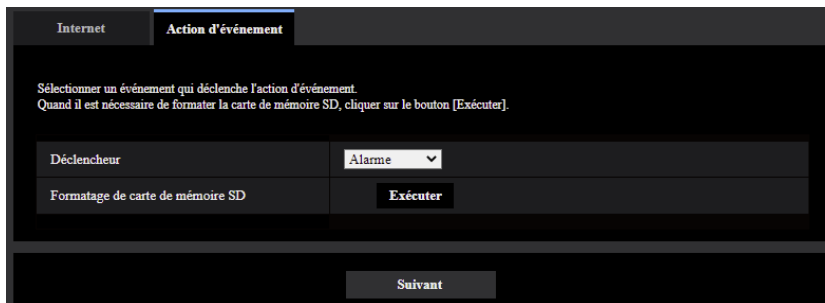 Internet
Action d'événement
Sélectionner un événement qui déclenche l'action d'événement.
Quand il est nécessaire de formater la carte de mémoire SD, cliquer sur le bouton [Exécuter].
Déclencheur
Alarme
Formatage de carte de mémoire SD
Exécuter
Suivant